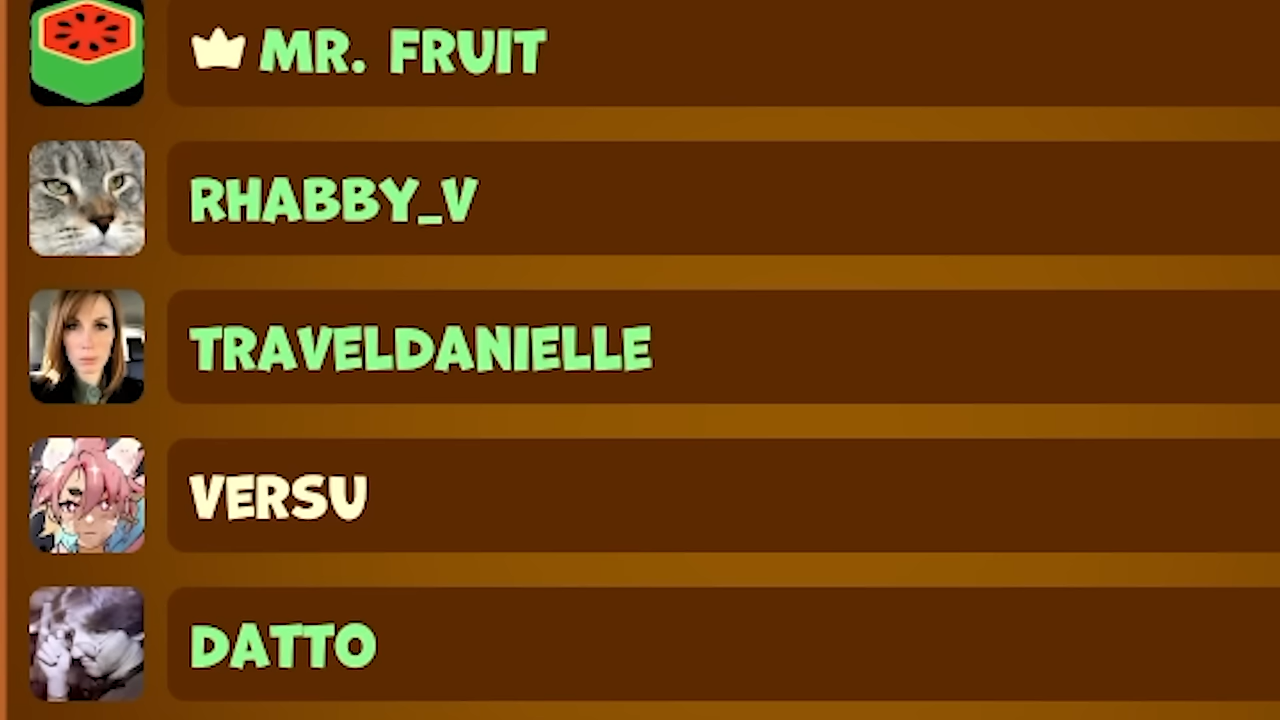 MR. FRUIT
RHABBY_V
TRAVELDANIELLE
VERSU
DATTO